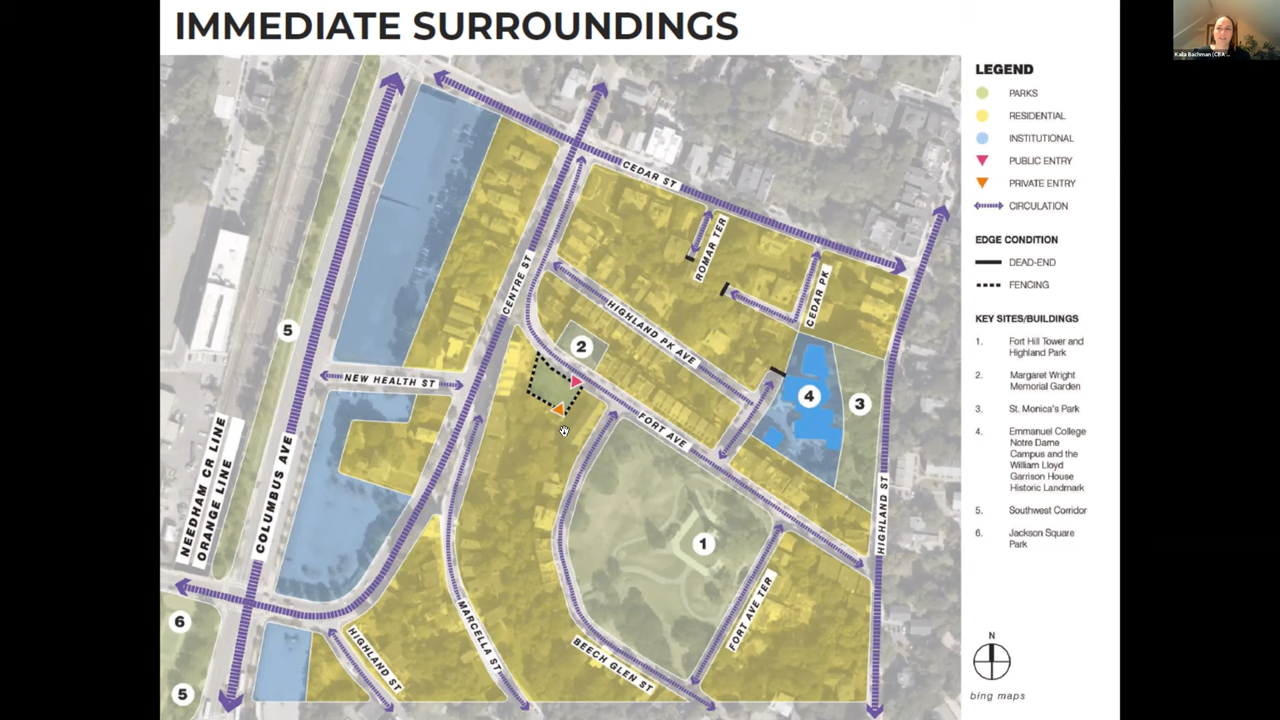 IMMEDIATE SURROUNDINGS
Kaila Bachman (CBA ...
LEGEND
PARKS
RESIDENTIAL
INSTITUTIONAL
PUBLIC ENTRY
PRIVATE ENTRY
CIRCULATION
EDGE CONDITION
DEAD-END
FENCING
KEY SITES/BUILDINGS
1. Fort Hill Tower and
Highland Park
2. Margaret Wright
Memorial Garden
3. St. Monica's Park
4. Emmanuel College
Notre Dame
Campus and the
William Lloyd
Garrison House
Historic Landmark
5. Southwest Corridor
6. Jackson Square
Park
N
bing maps
CEDAR ST
ROMAR TER
CEDAR PK
CENTRE ST
HIGHLAND PK AVE
5
2
NEW HEALTH ST
4
3
FORT AVE
NEEDHAM CR LINE
ORANGE LINE
COLUMBUS AVE
HIGHLAND ST
1
6
MARCELLA ST
FORT AVE TER
HIGHLAND ST
BEECH GLEN ST
5